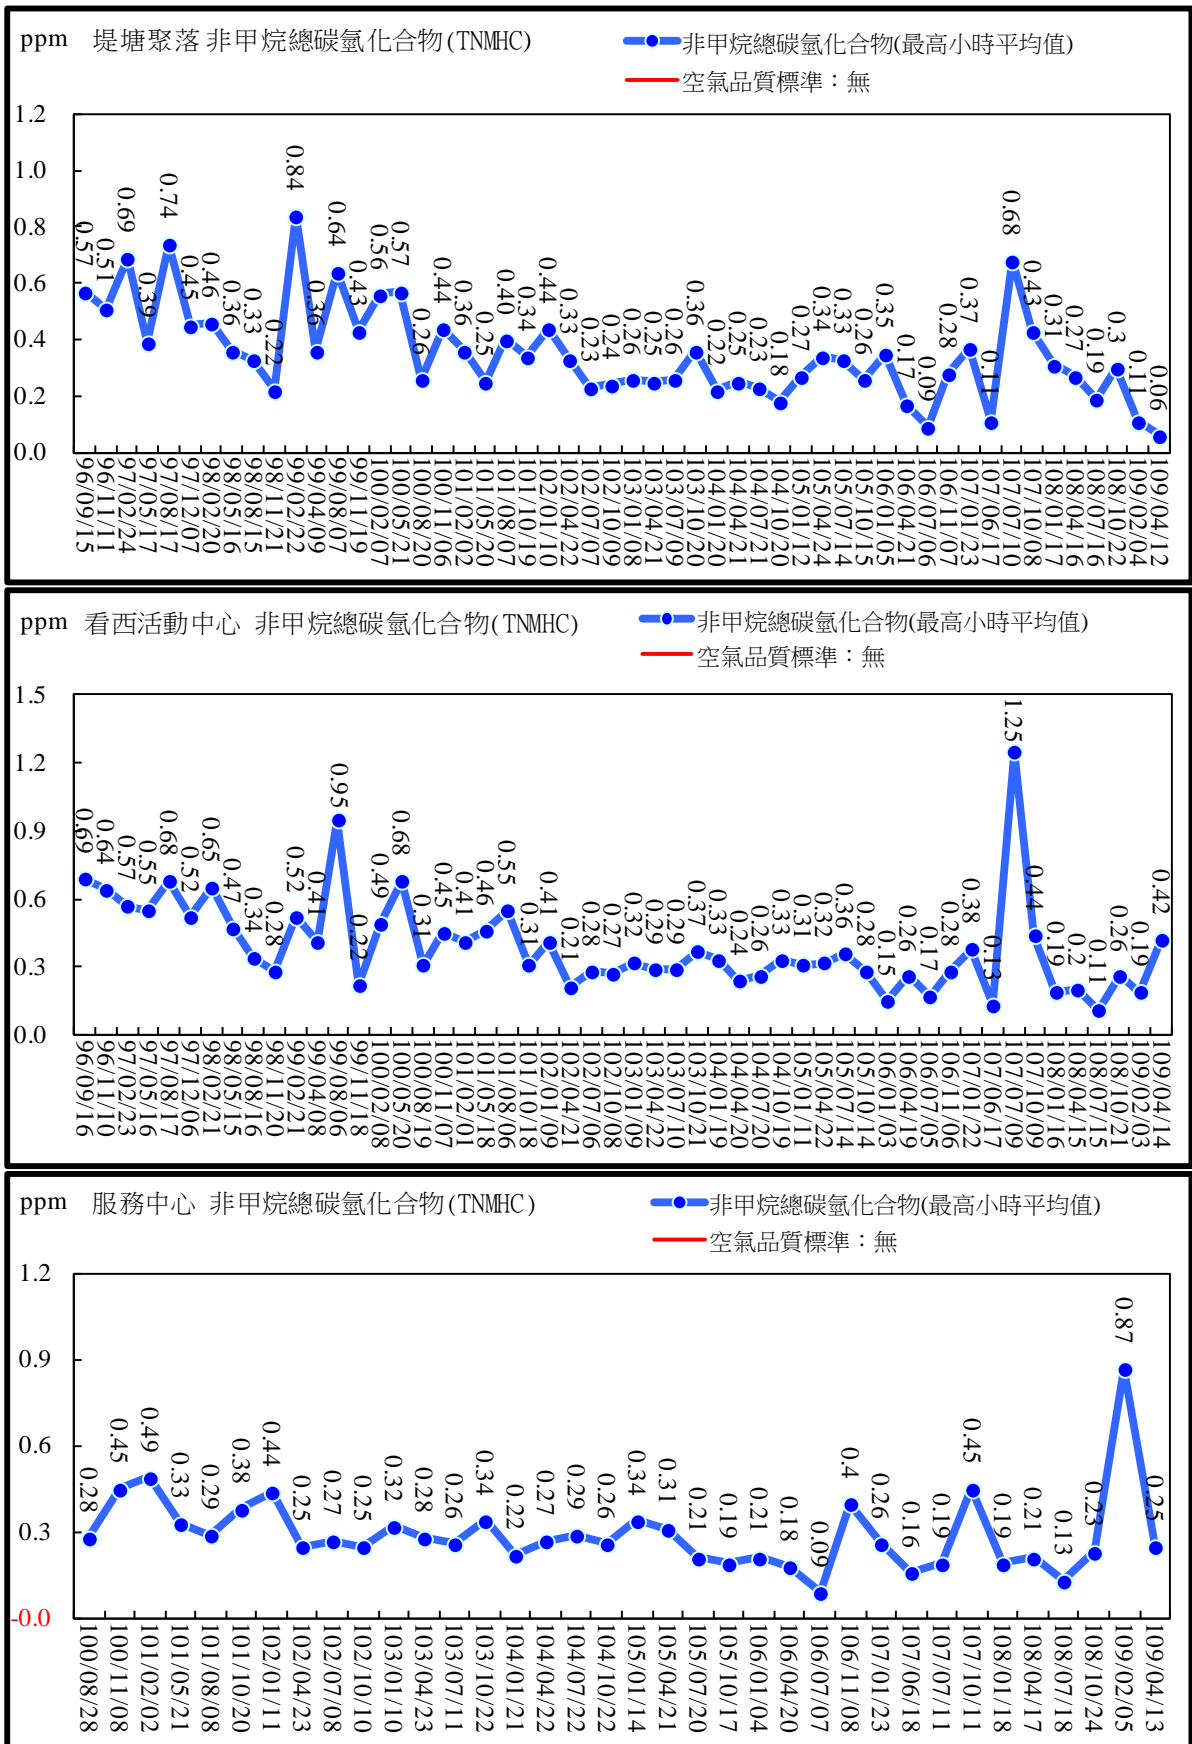 ppm 堤塘聚落 非甲烷總碳氫化合物(TNMHC)
非甲烷總碳氫化合物(最高小時平均值)
空氣品質標準：無
1.2
1.0
0.8
0.6
0.4
0.2
0.0
0.57 0.51 0.69 0.39 0.74 0.45 0.46 0.36 0.33 0.22 0.84 0.36 0.64 0.43 0.56 0.57 0.26 0.44 0.36 0.25 0.40 0.34 0.44 0.33 0.23 0.24 0.26 0.25 0.26 0.36 0.22 0.25 0.23 0.18 0.27 0.34 0.33 0.26 0.35 0.17 0.09 0.28 0.37 0.11 0.68 0.43 0.31 0.27 0.19 0.3 0.11 0.06
96/09/15 96/11/11 97/02/24 97/05/17 97/08/17 97/12/07 98/02/20 98/05/16 98/08/15 98/11/21 99/02/22 99/04/09 99/08/07 99/11/19 100/02/07 100/05/21 100/08/20 100/11/06 101/02/02 101/05/20 101/08/07 101/10/19 102/01/10 102/04/22 102/07/07 102/10/09 103/01/08 103/04/21 103/07/09 103/10/20 104/01/20 104/04/21 104/07/21 104/10/20 105/01/12 105/04/24 105/07/14 105/10/15 106/01/05 106/04/21 106/07/06 106/11/07 107/01/23 107/06/17 107/07/10 107/10/08 108/01/17 108/04/16 108/07/16 108/10/22 109/02/04 109/04/12
ppm 看西活動中心 非甲烷總碳氫化合物(TNMHC)
非甲烷總碳氫化合物(最高小時平均值)
空氣品質標準：無
1.5
1.2
0.9
0.6
0.3
0.0
0.69 0.64 0.57 0.55 0.68 0.52 0.65 0.47 0.34 0.28 0.52 0.41 0.95 0.22 0.49 0.68 0.31 0.45 0.41 0.46 0.55 0.31 0.41 0.21 0.28 0.27 0.32 0.29 0.29 0.37 0.33 0.24 0.26 0.33 0.31 0.32 0.36 0.28 0.15 0.26 0.17 0.28 0.38 0.13 1.25 0.44 0.19 0.2 0.11 0.26 0.19 0.42
96/09/16 96/11/10 97/02/23 97/05/16 97/08/17 97/12/06 98/02/21 98/05/15 98/08/16 98/11/20 99/02/21 99/04/08 99/08/06 99/11/18 100/02/08 100/05/20 100/08/19 100/11/07 101/02/01 101/05/18 101/08/06 101/10/18 102/01/09 102/04/21 102/07/06 102/10/08 103/01/09 103/04/22 103/07/10 103/10/21 104/01/19 104/04/20 104/07/20 104/10/19 105/01/11 105/04/22 105/07/14 105/10/14 106/01/03 106/04/19 106/07/05 106/11/06 107/01/22 107/06/17 107/07/09 107/10/09 108/01/16 108/04/15 108/07/15 108/10/21 109/02/03 109/04/14
ppm 服務中心 非甲烷總碳氫化合物(TNMHC)
非甲烷總碳氫化合物(最高小時平均值)
空氣品質標準：無
1.2
0.9
0.6
0.3
-0.0
0.28 0.45 0.49 0.33 0.29 0.38 0.44 0.25 0.27 0.25 0.32 0.28 0.26 0.34 0.22 0.27 0.29 0.26 0.34 0.31 0.21 0.19 0.21 0.18 0.09 0.4 0.26 0.16 0.19 0.45 0.19 0.21 0.13 0.23 0.87 0.25
100/08/28 100/11/08 101/02/02 101/05/21 101/08/08 101/10/20 102/01/11 102/04/23 102/07/08 102/10/10 103/01/10 103/04/23 103/07/11 103/10/22 104/01/21 104/04/22 104/07/22 104/10/22 105/01/14 105/04/21 105/07/20 105/10/17 106/01/04 106/04/20 106/07/07 106/11/08 107/01/23 107/06/18 107/07/11 107/10/11 108/01/18 108/04/17 108/07/18 108/10/24 109/02/05 109/04/13